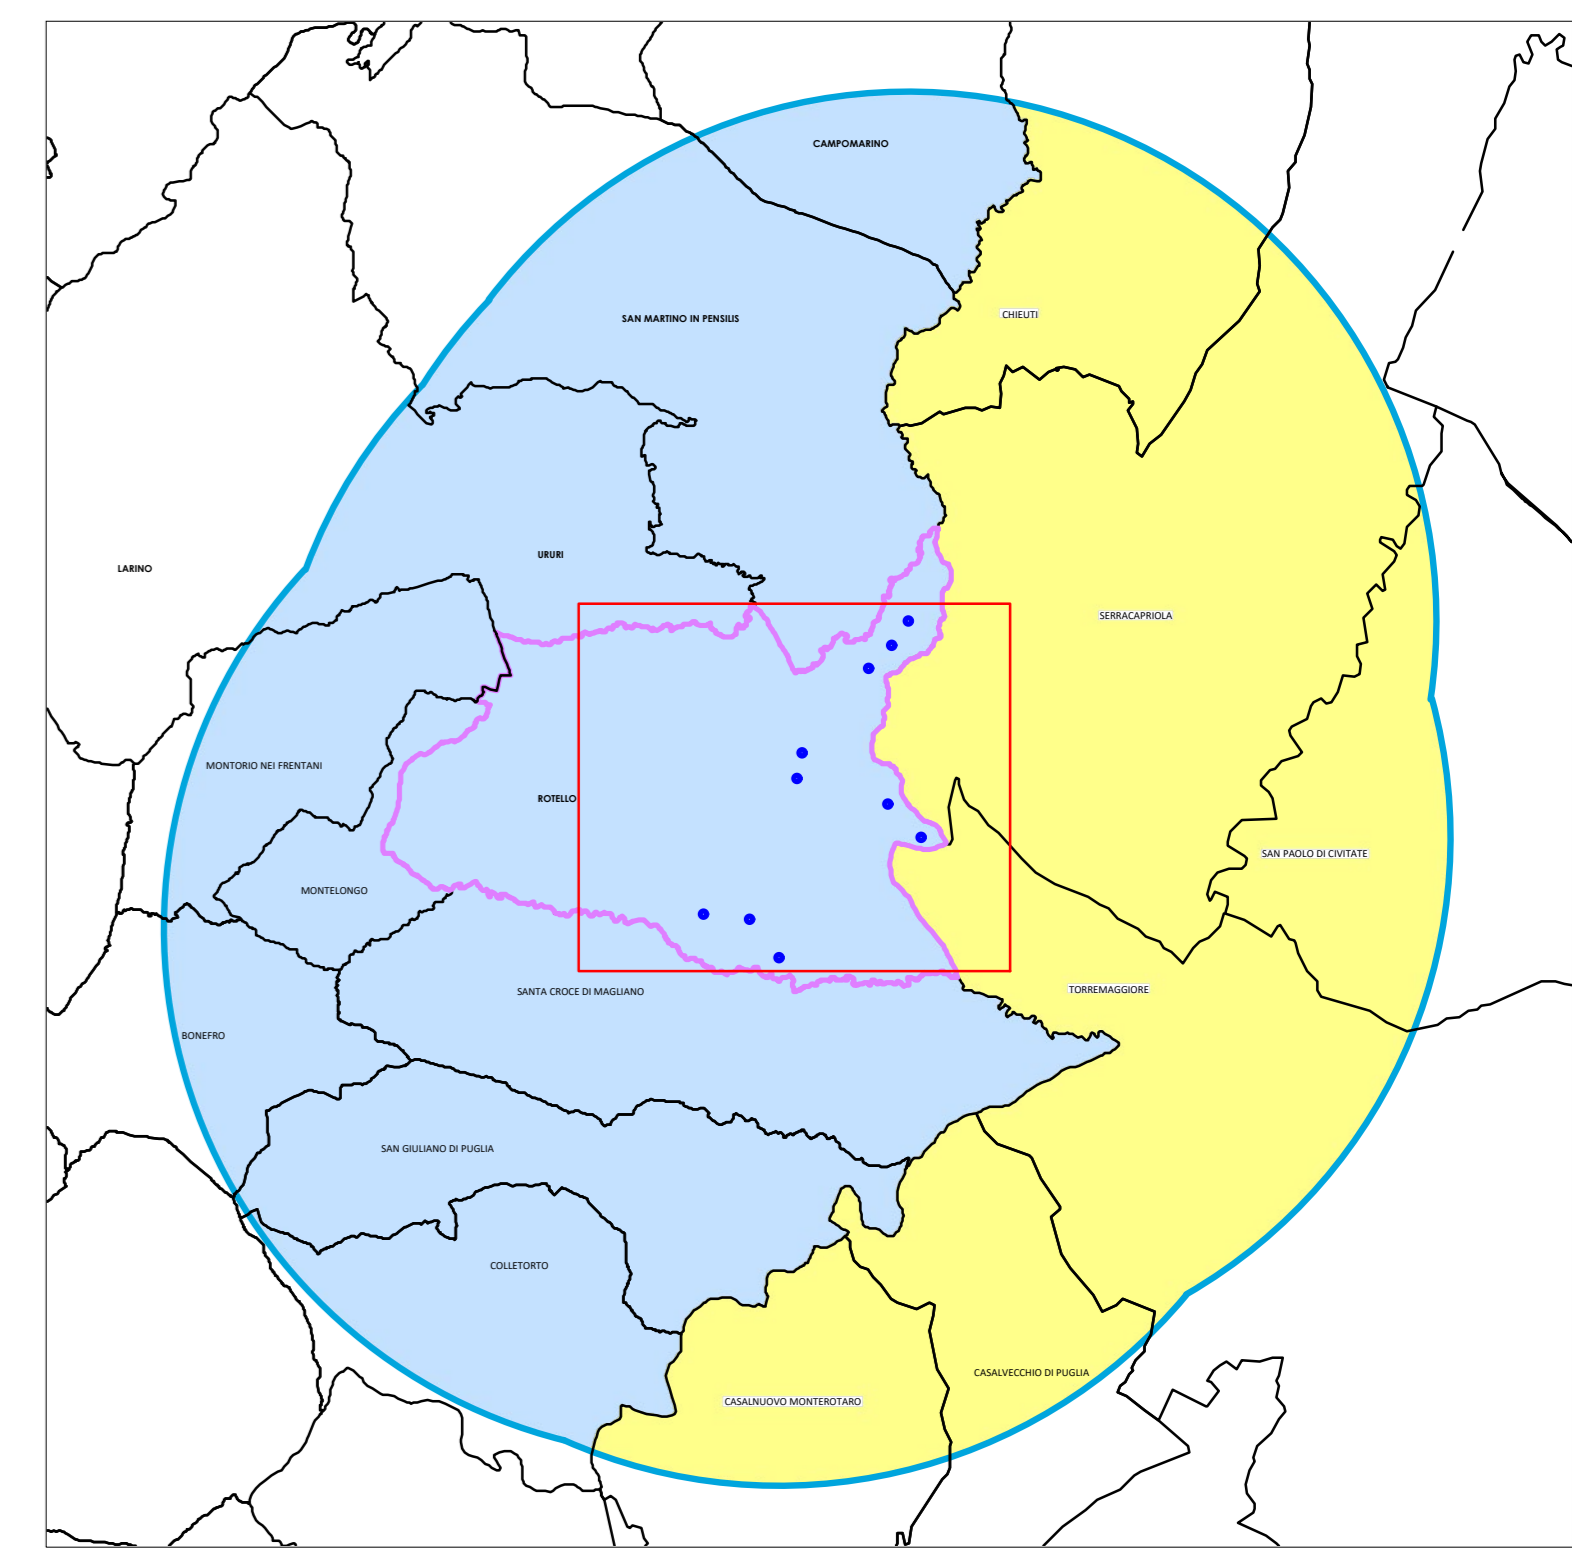 CAMPOMARINO
CHIEUTI
SAN MARTINO IN PENSILIS
URURI
LARINO
SERRACAPRIOLA
MONTORIO NEI FRENTANI
ROTELLO
SAN PAOLO DI CIVITATE
MONTELONGO
SANTA CROCE DI MAGLIANO
TORREMAGGIORE
BONEFRO
SAN GIULIANO DI PUGLIA
COLLETORTO
CASALVECCHIO DI PUGLIA
CASALNUOVO MONTEROTARO